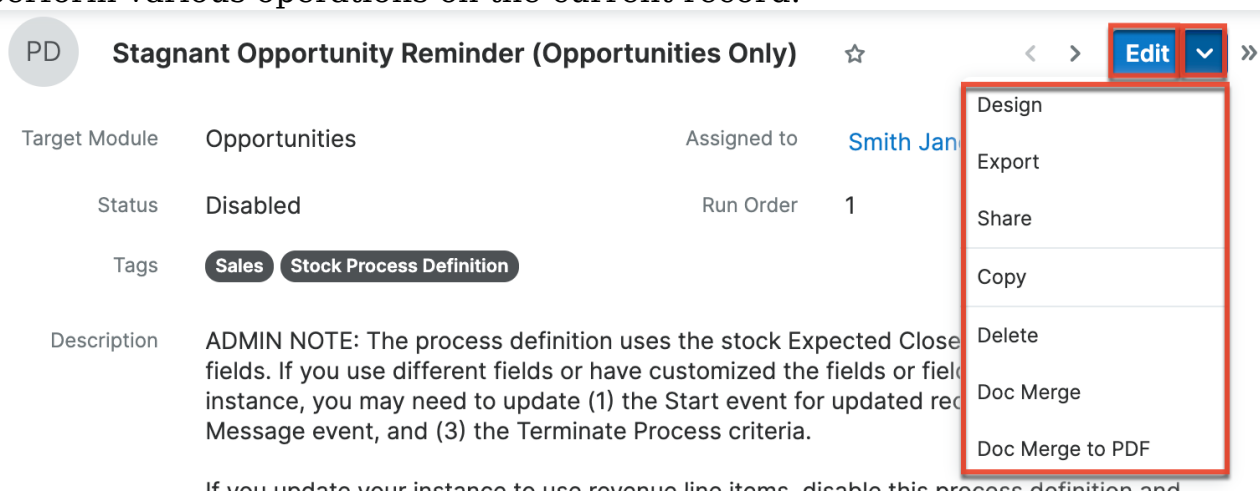 perform various operations on the current record.
PD Stagnant Opportunity Reminder (Opportunities Only) Edit
Design
Target Module Opportunities Assigned to Smith Jan
Export
Status Disabled Run Order 1
Share
Tags Sales Stock Process Definition
Copy
Description ADMIN NOTE: The process definition uses the stock Expected Close
Delete
fields. If you use different fields or have customized the fields or
instance, you may need to update (1) the Start event for updated
Doc Merge
Message event, and (3) the Terminate Process criteria.
Doc Merge to PDF
If you update your instance to use revenue line items, disable this process definition and